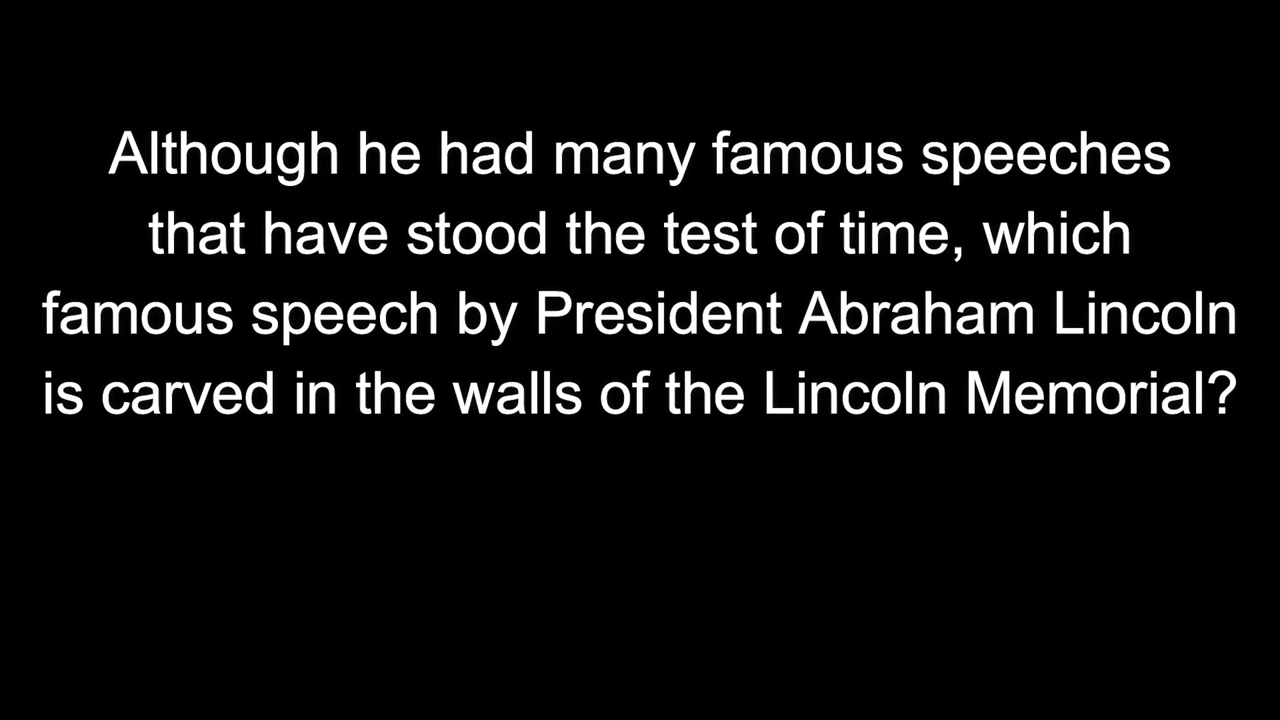 Although he had many famous speeches
that have stood the test of time, which
famous speech by President Abraham Lincoln
is carved in the walls of the Lincoln Memorial?